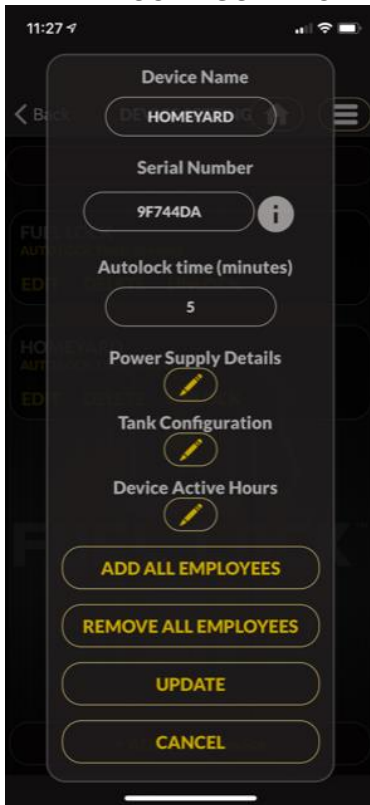 11:27
Device Name
Back
HOMEYARD
Serial Number
9F744DA
i
Autolock time (minutes)
5
Power Supply Details
Tank Configuration
Device Active Hours
ADD ALL EMPLOYEES
REMOVE ALL EMPLOYEES
UPDATE
CANCEL